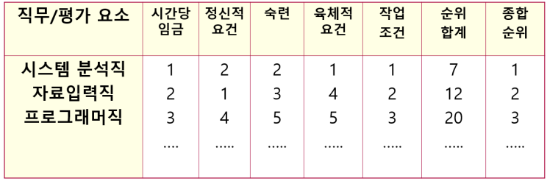 직무/평가 요소 시간당 임금 정신적 요건 숙련 육체적 요건 작업 조건 순위 합계 종합 순위
시스템 분석직 1 2 2 1 1 7 1
자료입력직 2 1 3 4 2 12 2
프로그래머직 3 4 5 5 3 20 3
.... ..... ..... ..... ..... ..... .....